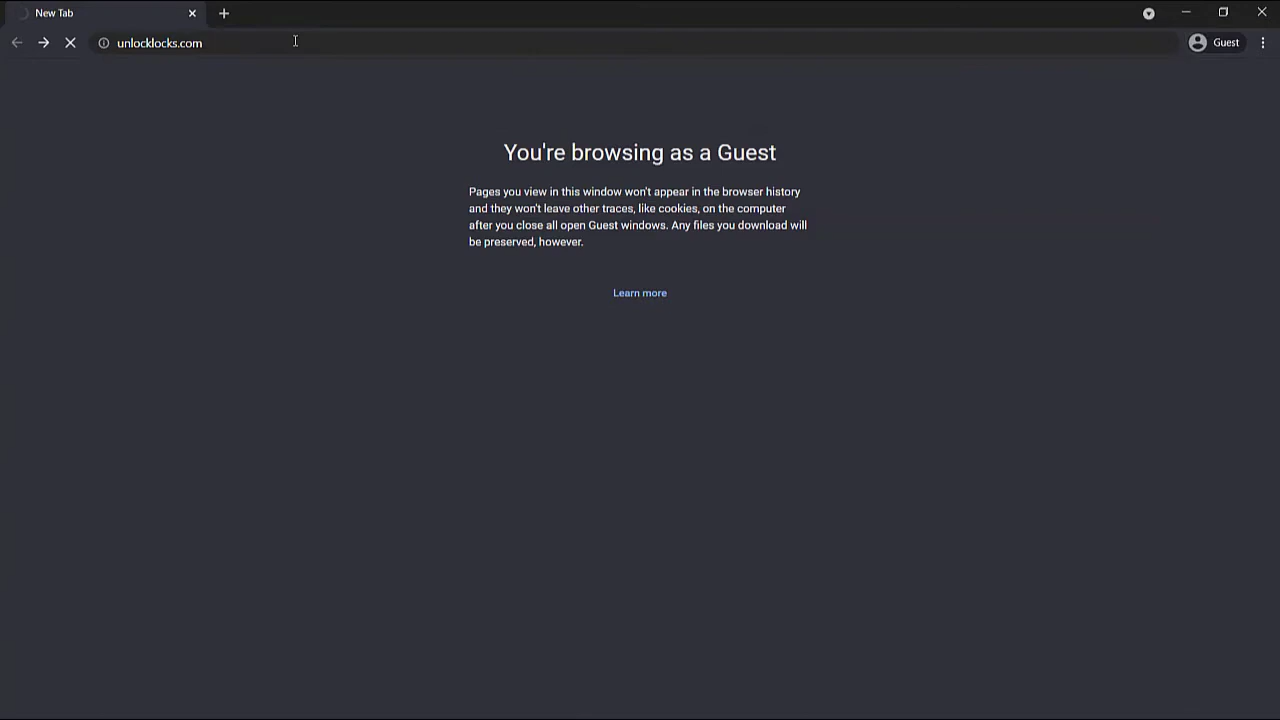 New Tab
unlocklocks.com
Guest
You're browsing as a Guest
Pages you view in this window won't appear in the browser history
and they won't leave other traces, like cookies, on the computer
after you close all open Guest windows. Any files you download will
be preserved, however.
Learn more